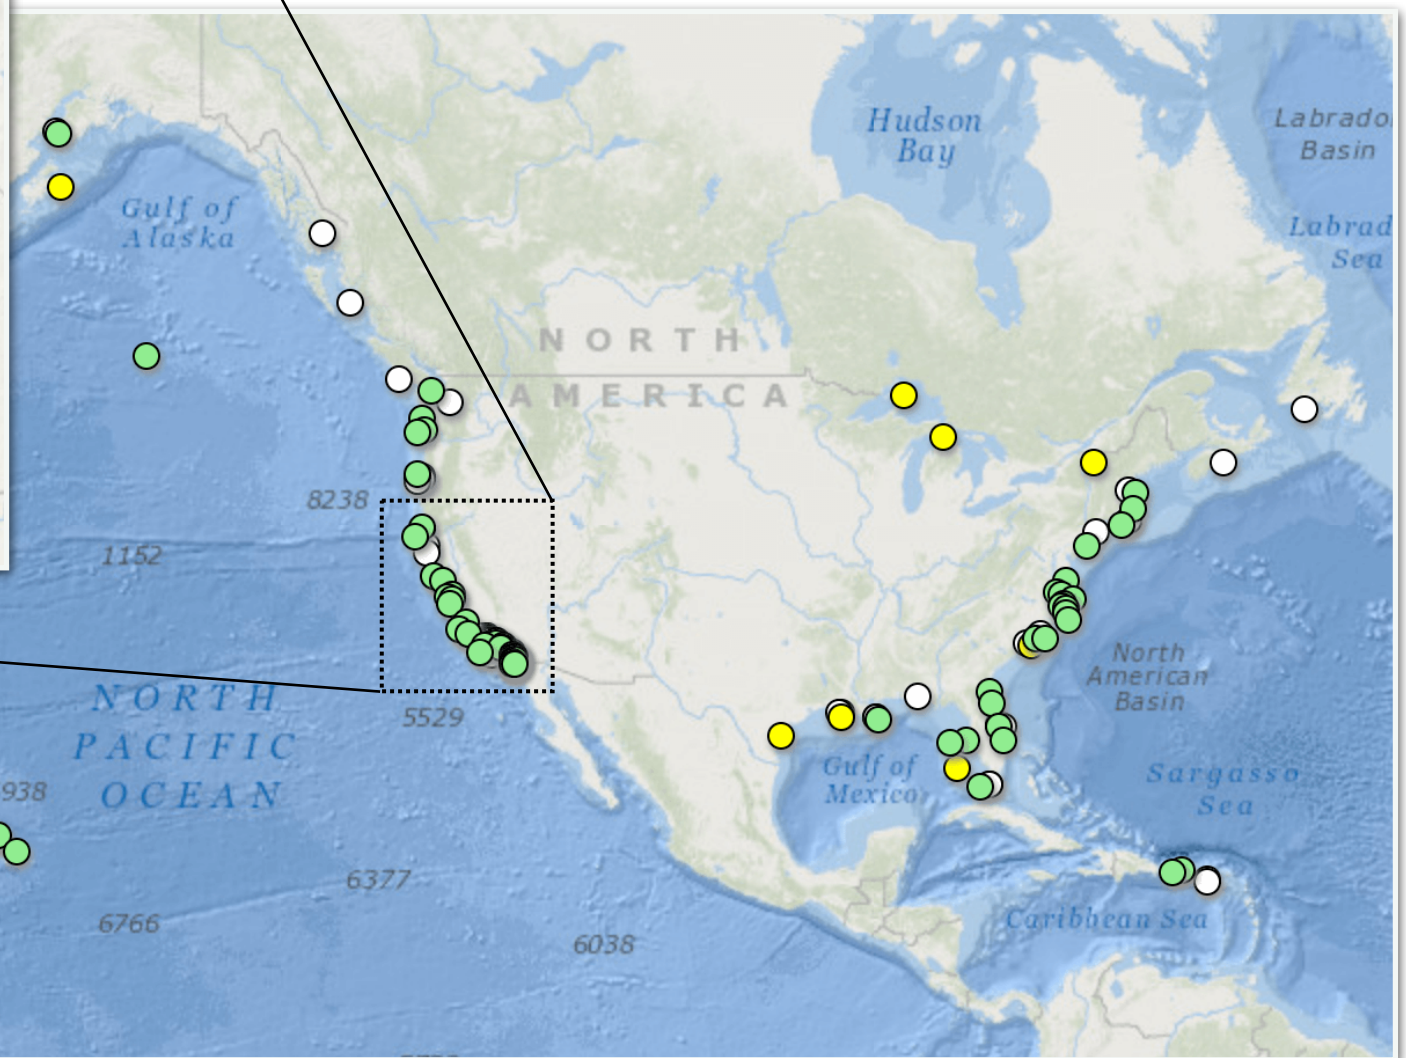 Hudson
Bay
Labrado
Basin
Gulf of
Alaska
Labrad
Sea
NORTH
AMERICA
8238
1152
North
American
Basin
NORTH
PACIFIC
OCEAN
5529
Gulf of
Mexico
Sargasso
Sea
938
6377
6766
Caribbean Sea
6038